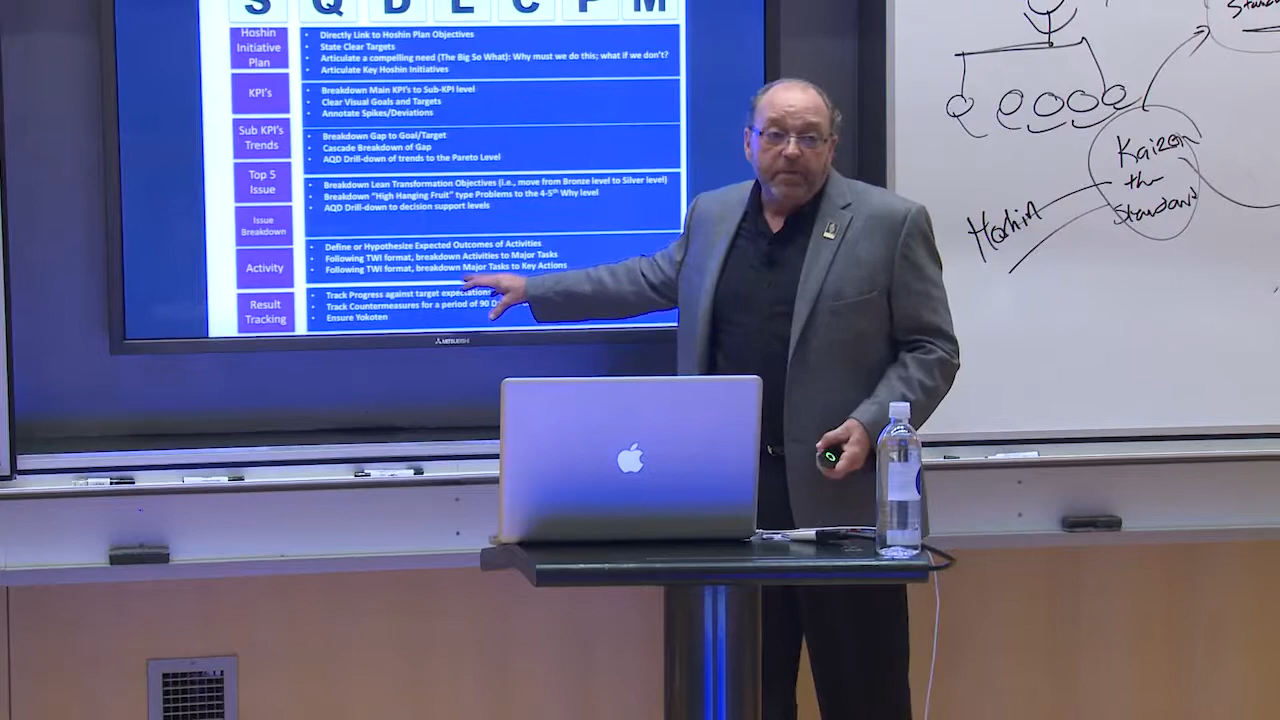 S Q D E C P M
Hoshin
Initiative
Plan
• Directly Link to Hoshin Plan Objectives
• State Clear Targets
• Articulate a compelling need (The Big So What): Why must we do this; what if we don't?
• Articulate Key Hoshin Initiatives
KPI's
• Breakdown Main KPI's to Sub-KPI level
• Clear Visual Goals and Targets
• Annotate Spikes/Deviations
Sub KPI's
Trends
• Breakdown Gap to Goal/Target
• Cascade Breakdown of Gap
• AQD Drill-down of trends to the Pareto Level
Top 5
Issue
• Breakdown Lean Transformation Objectives (i.e., move from Bronze level to Silver level)
• Breakdown "High Hanging Fruit" type Problems to the 4-5th Why level
• AQD Drill-down to decision support levels
Issue
Breakdown
Activity
• Define or Hypothesize Expected Outcomes of Activities
• Following TWI format, breakdown Activities to Major Tasks
• Following TWI format, breakdown Major Tasks to Key Actions
Result
Tracking
• Track Progress against target expectations
• Track Countermeasures for a period of 90 D
• Ensure Yokoten
MITSUBISHI
Kaizen
the
Standard
Hoshin